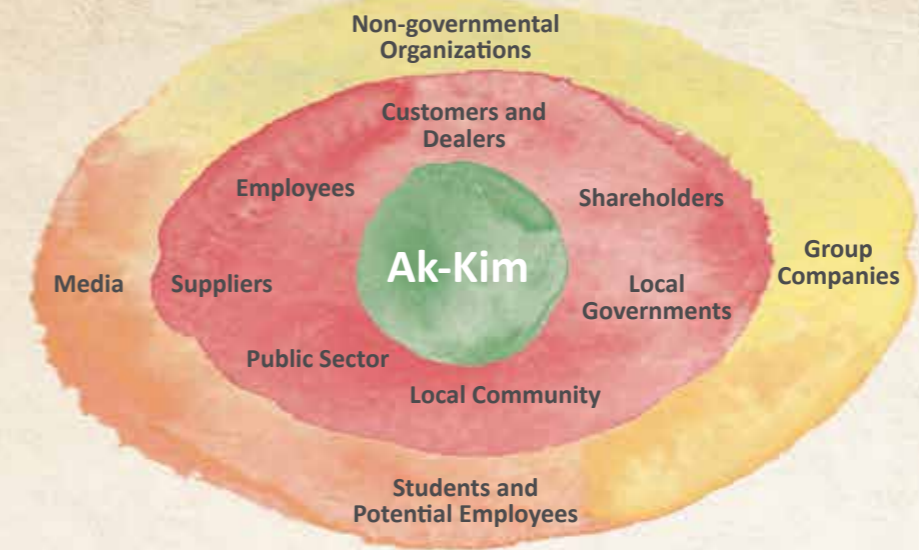 Non-governmental
Organizations
Customers and
Dealers
Employees
Shareholders
Ak-Kim
Group
Companies
Media
Suppliers
Local
Governments
Public Sector
Local Community
Students and
Potential Employees